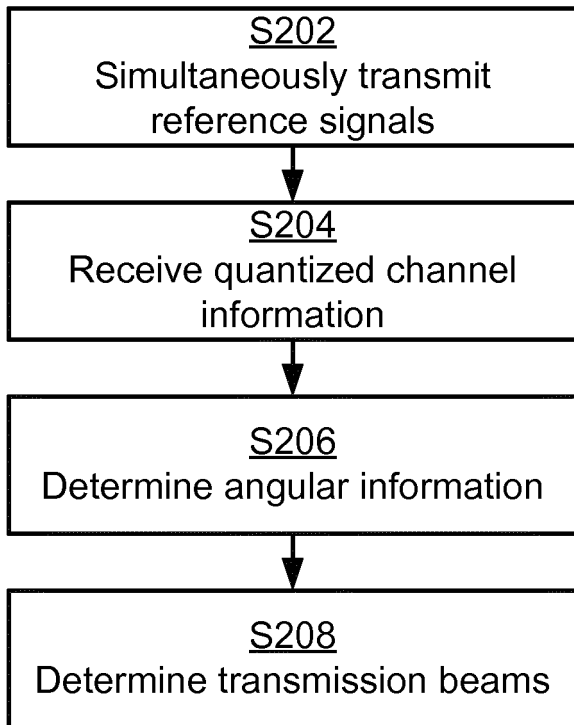 S202
Simultaneously transmit
reference signals
S204
Receive quantized channel
information
S206
Determine angular information
S208
Determine transmission beams